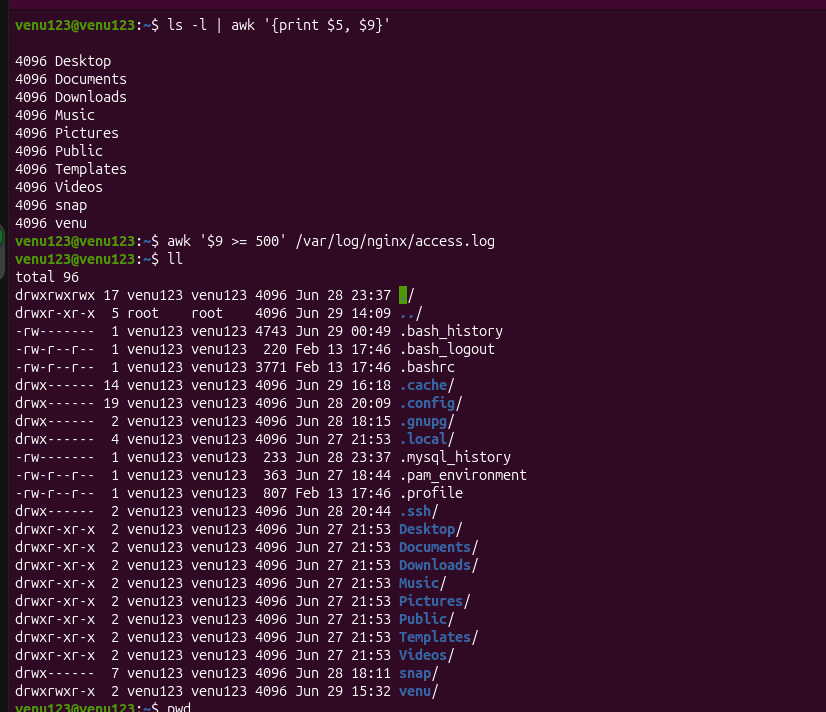 venu123@venu123:~$ ls -l | awk '{print $5, $9}'

4096 Desktop
4096 Documents
4096 Downloads
4096 Music
4096 Pictures
4096 Public
4096 Templates
4096 Videos
4096 snap
4096 venu
venu123@venu123:~$ awk '$9 >= 500' /var/log/nginx/access.log
venu123@venu123:~$ ll
total 96
drwxrwxrwx 17 venu123 venu123 4096 Jun 28 23:37 ./
drwxr-xr-x  5 root    root    4096 Jun 29 14:09 ../
-rw-------  1 venu123 venu123 4743 Jun 29 00:49 .bash_history
-rw-r--r--  1 venu123 venu123  220 Feb 13 17:46 .bash_logout
-rw-r--r--  1 venu123 venu123 3771 Feb 13 17:46 .bashrc
drwx------ 14 venu123 venu123 4096 Jun 29 16:18 .cache/
drwx------ 19 venu123 venu123 4096 Jun 28 20:09 .config/
drwx------  2 venu123 venu123 4096 Jun 28 18:15 .gnupg/
drwx------  4 venu123 venu123 4096 Jun 27 21:53 .local/
-rw-------  1 venu123 venu123  233 Jun 28 23:37 .mysql_history
-rw-r--r--  1 venu123 venu123  363 Jun 27 18:44 .pam_environment
-rw-r--r--  1 venu123 venu123  807 Feb 13 17:46 .profile
drwx------  2 venu123 venu123 4096 Jun 28 20:44 .ssh/
drwxr-xr-x  2 venu123 venu123 4096 Jun 27 21:53 Desktop/
drwxr-xr-x  2 venu123 venu123 4096 Jun 27 21:53 Documents/
drwxr-xr-x  2 venu123 venu123 4096 Jun 27 21:53 Downloads/
drwxr-xr-x  2 venu123 venu123 4096 Jun 27 21:53 Music/
drwxr-xr-x  2 venu123 venu123 4096 Jun 27 21:53 Pictures/
drwxr-xr-x  2 venu123 venu123 4096 Jun 27 21:53 Public/
drwxr-xr-x  2 venu123 venu123 4096 Jun 27 21:53 Templates/
drwxr-xr-x  2 venu123 venu123 4096 Jun 27 21:53 Videos/
drwx------  7 venu123 venu123 4096 Jun 28 18:11 snap/
drwxrwxr-x  2 venu123 venu123 4096 Jun 29 15:32 venu/
venu123@venu123:~$ pwd